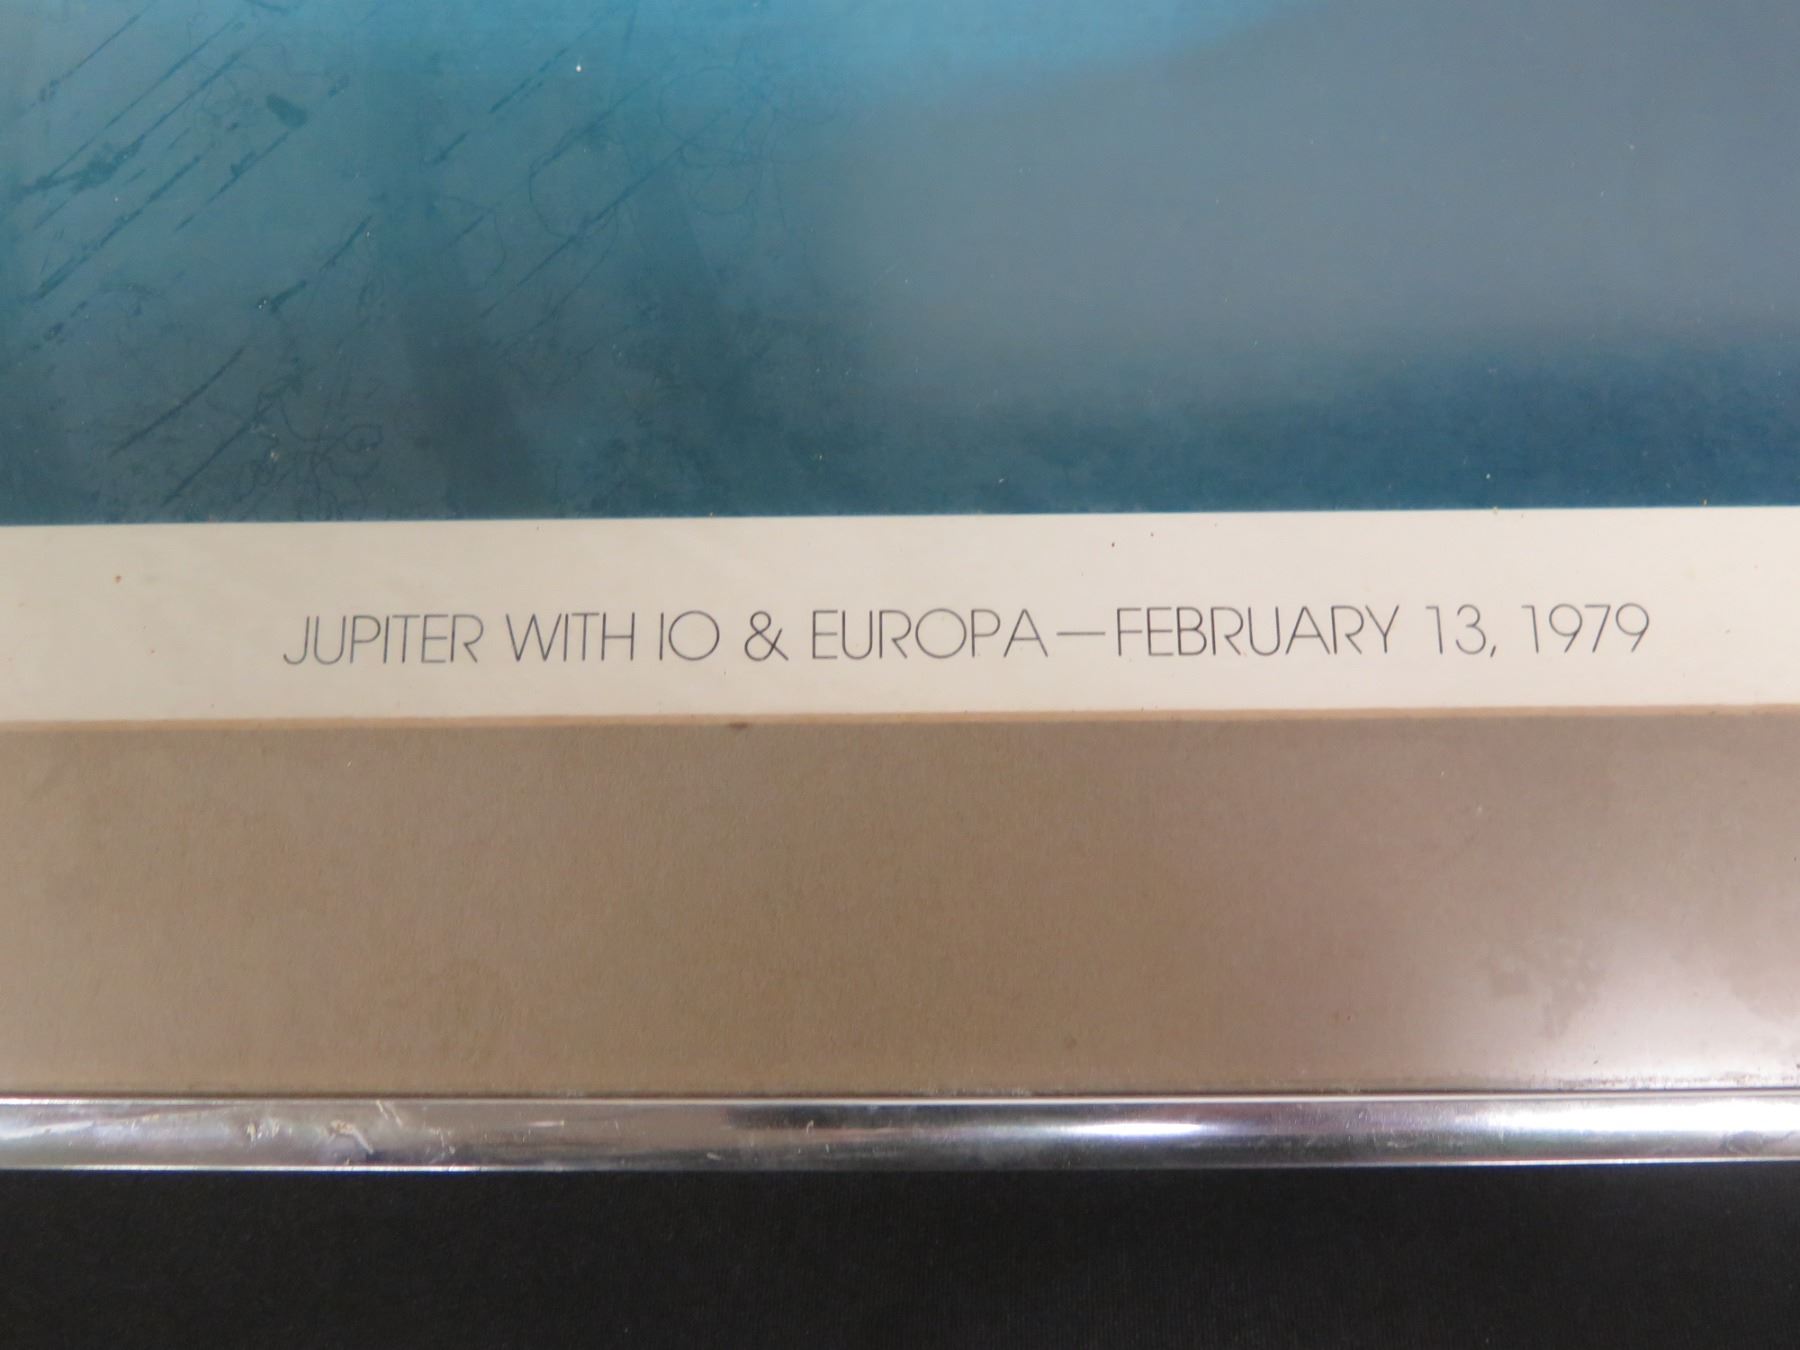 JUPITER WITH IO & EUROPA—FEBRUARY 13, 1979